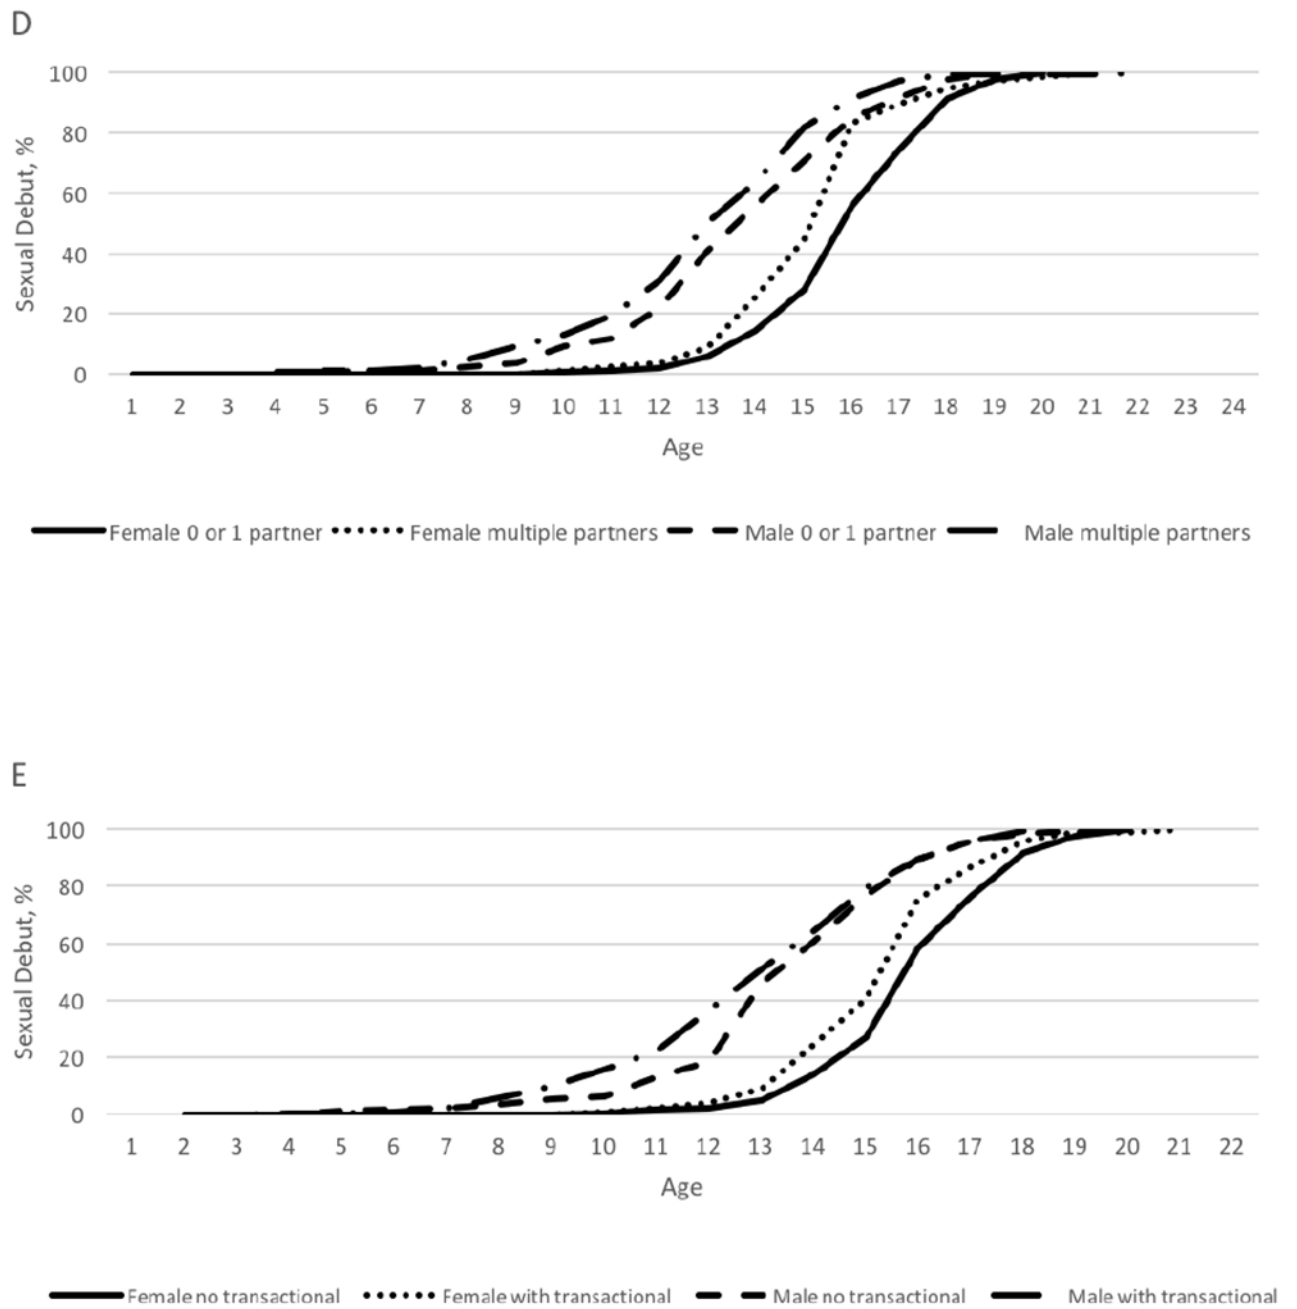 D
100
80
60
40
20
0
Sexual Debut, %
1 2 3 4 5 6 7 8 9 10 11 12 13 14 15 16 17 18 19 20 21 22 23 24
Age
Female 0 or 1 partner Female multiple partners Male 0 or 1 partner Male multiple partners
E
100
80
60
40
20
0
Sexual Debut, %
1 2 3 4 5 6 7 8 9 10 11 12 13 14 15 16 17 18 19 20 21 22
Age
Female no transactional Female with transactional Male no transactional Male with transactional